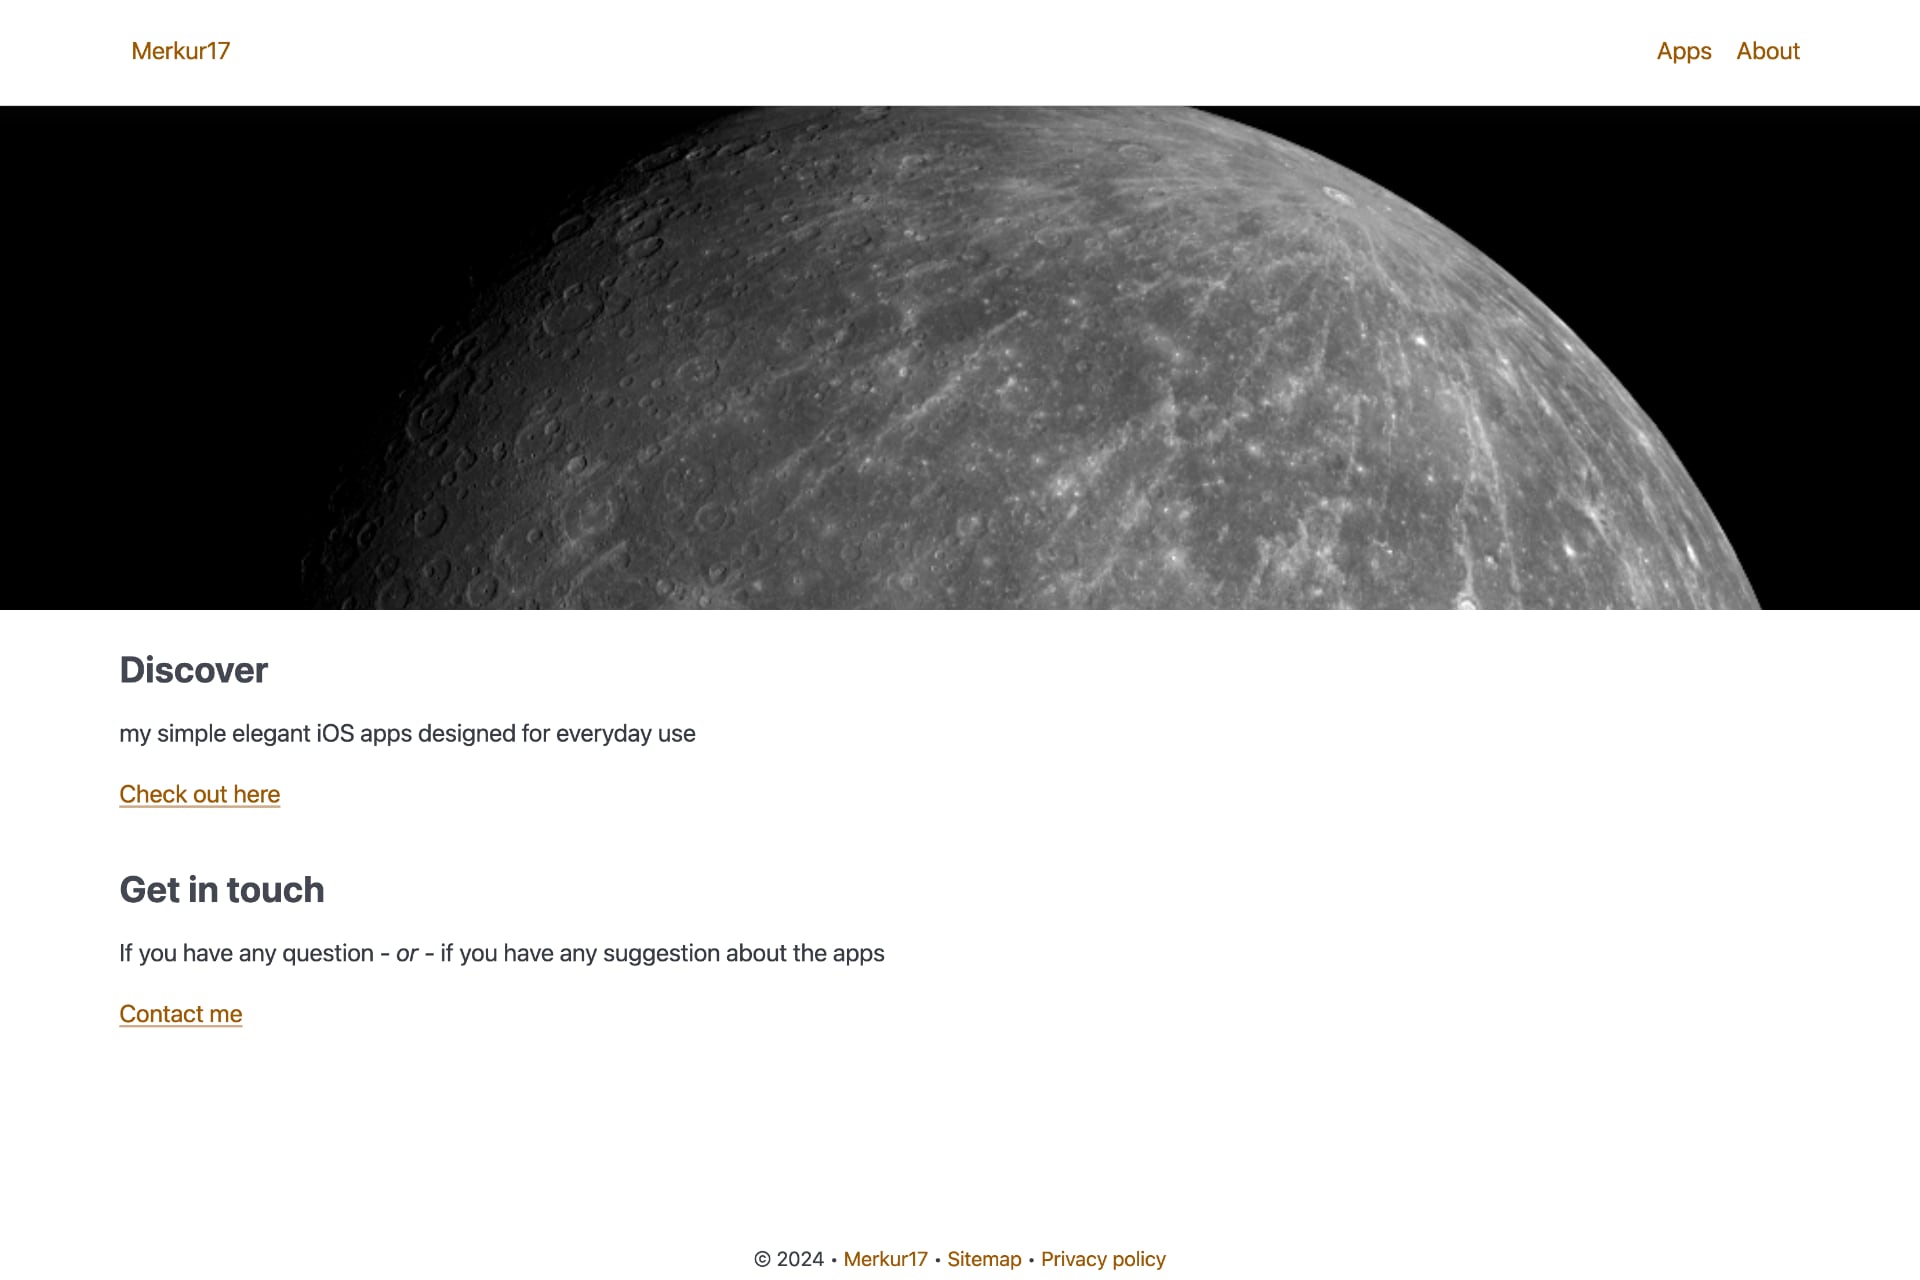 Merkur17
Apps About
Discover
my simple elegant iOS apps designed for everyday use
Check out here
Get in touch
If you have any question - or - if you have any suggestion about the apps
Contact me
© 2024 • Merkur17 • Sitemap • Privacy policy